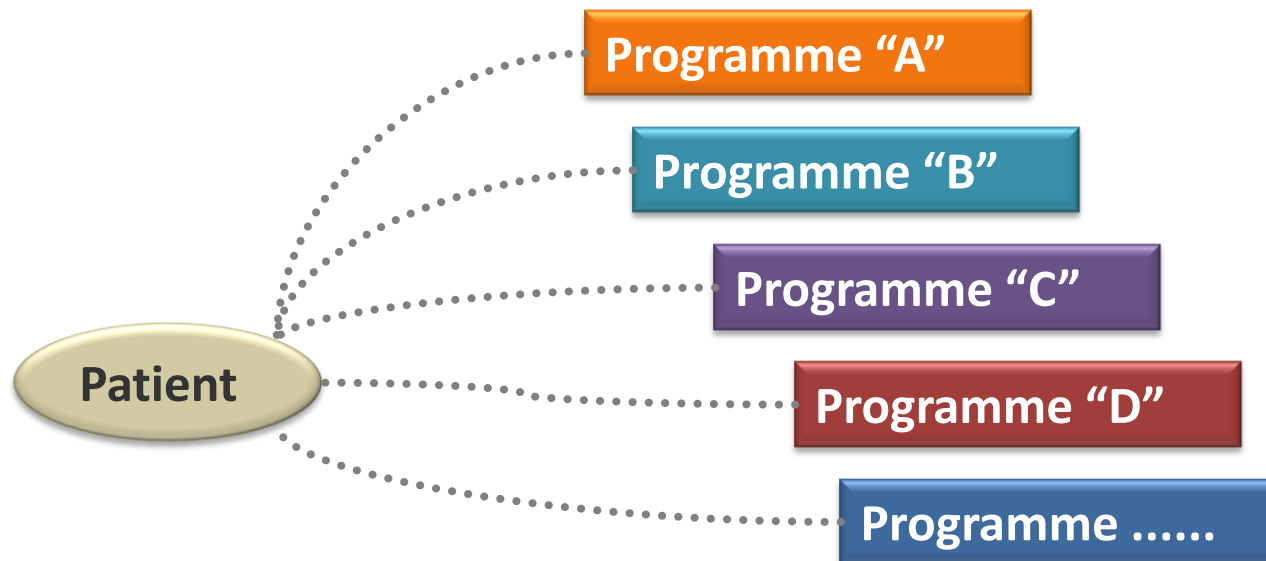 Programme “A”
Programme “B”
Programme “C”
Patient
Programme “D”
Programme ......